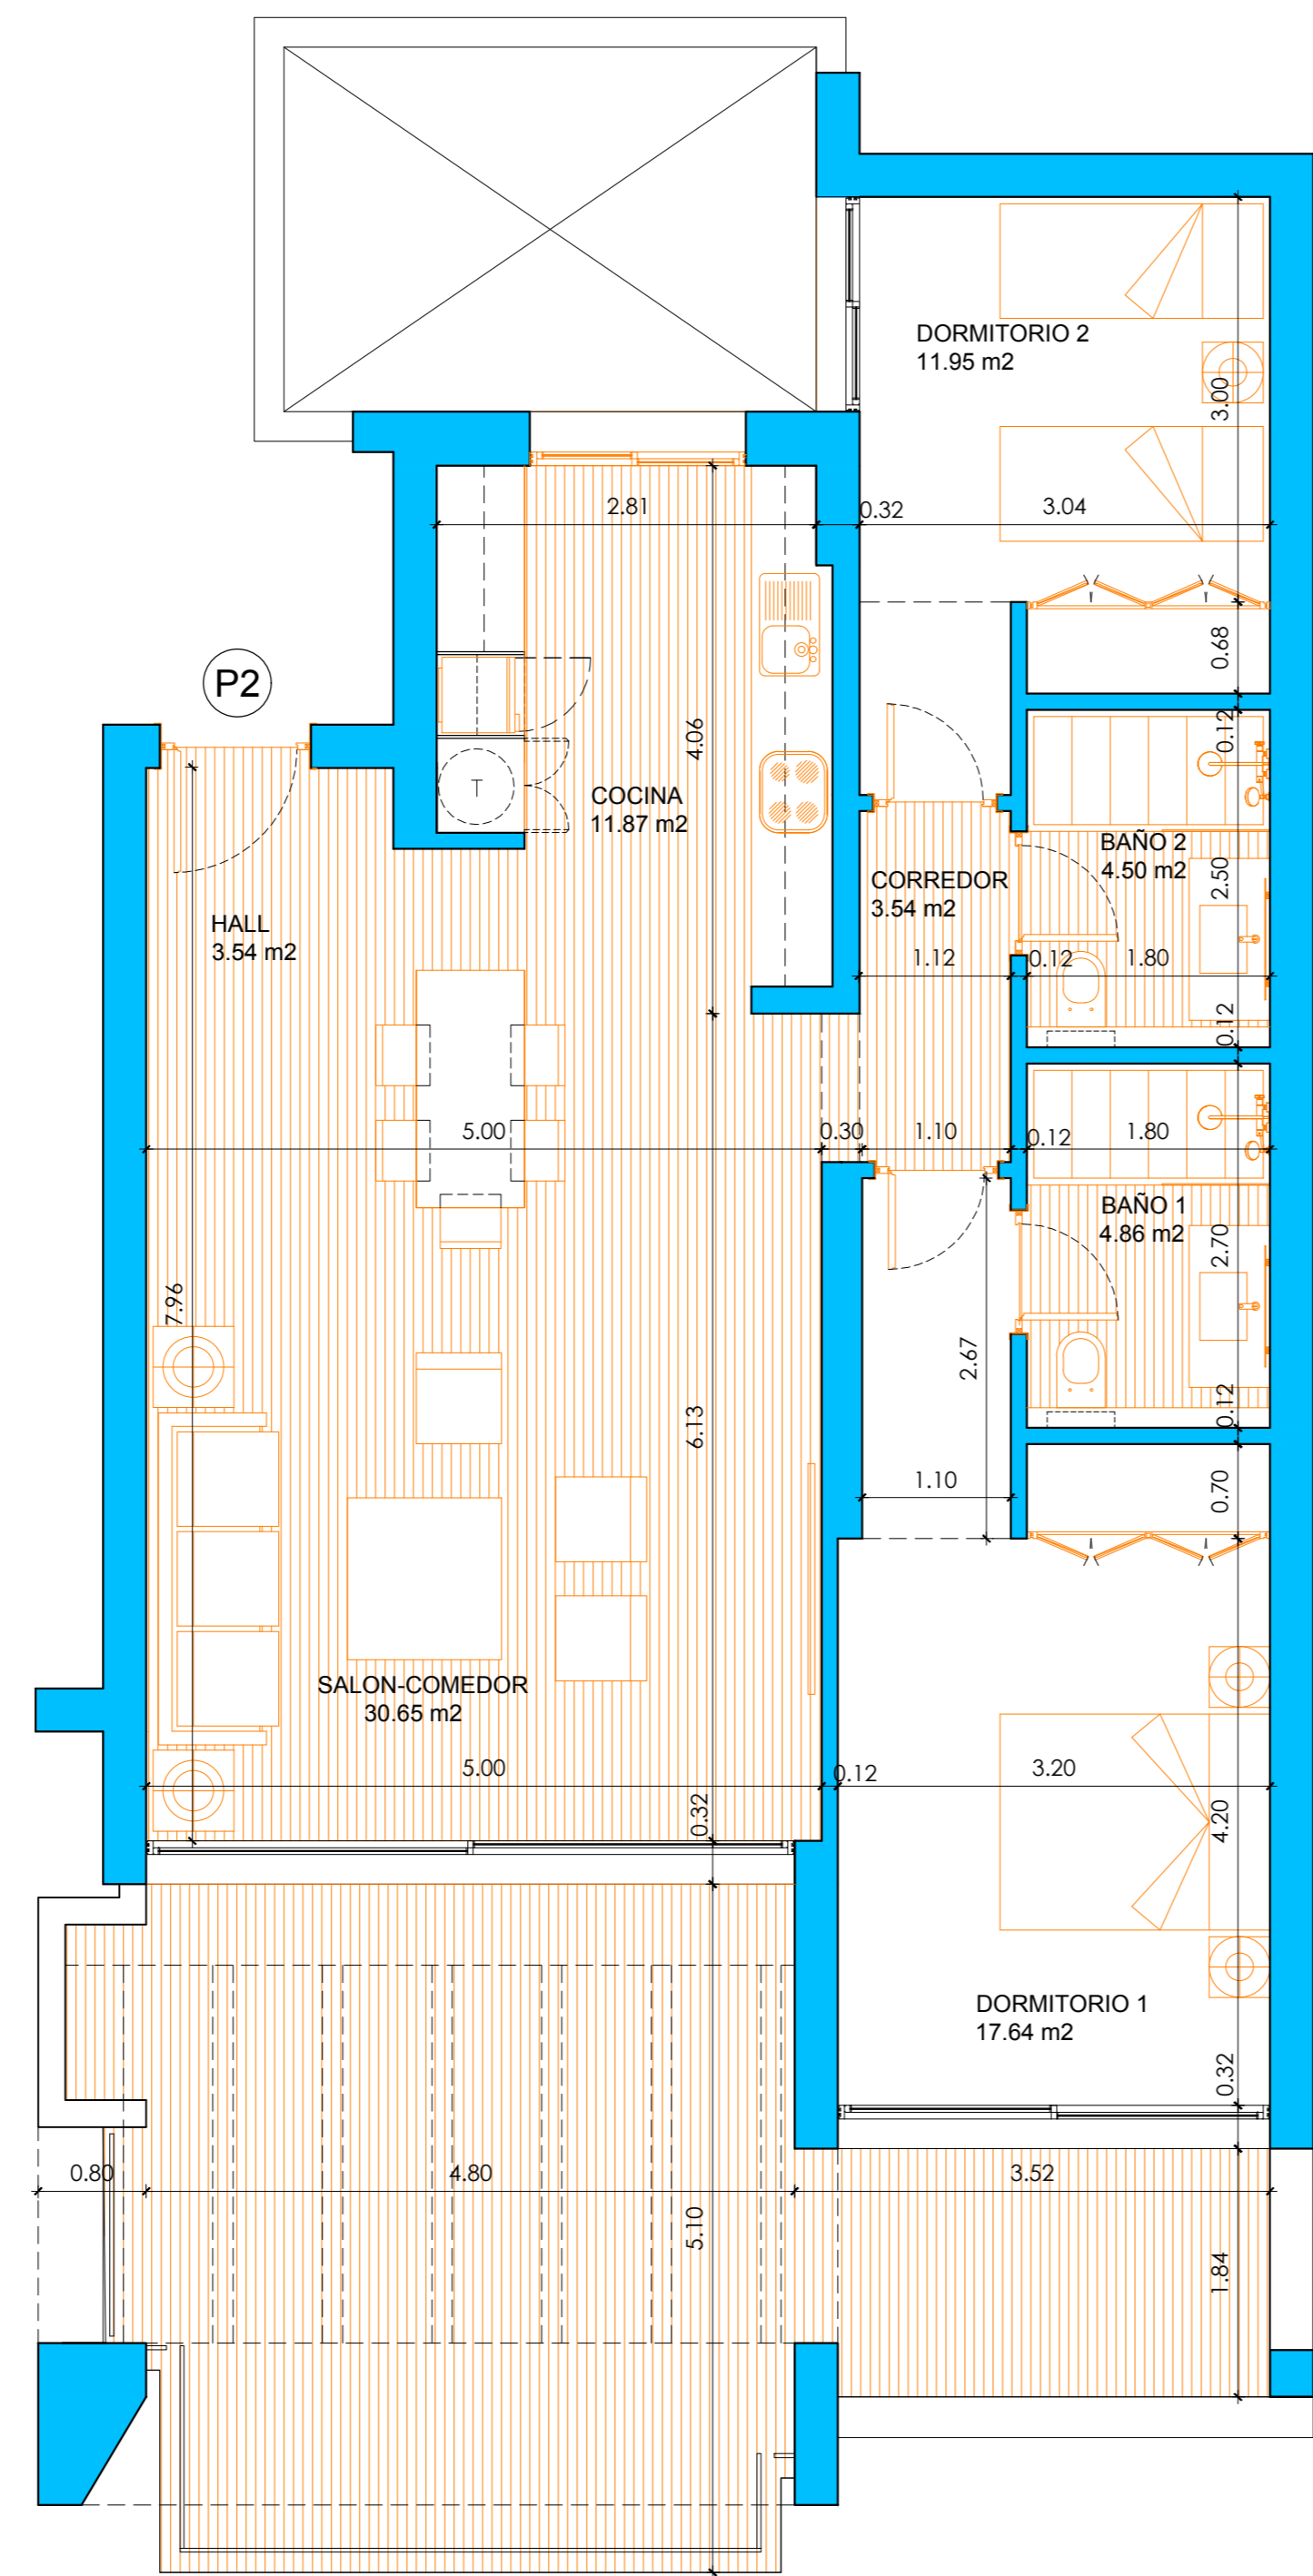 DORMITORIO 2
11.95 m2
3.00
2.81
0.32
3.04
0.68
P2
0.12
4.06
T
COCINA
11.87 m2
BAÑO 2
4.50 m2
2.50
CORREDOR
3.54 m2
HALL
3.54 m2
1.12
0.12
1.80
0.12
5.00
0.30
1.10
0.12
1.80
BAÑO 1
4.86 m2
2.70
7.96
2.67
6.13
0.12
1.10
0.70
SALON-COMEDOR
30.65 m2
5.00
0.12
3.20
0.32
4.20
DORMITORIO 1
17.64 m2
0.32
0.80
4.80
3.52
5.10
1.84